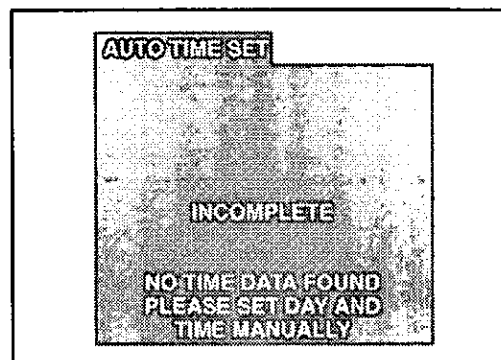 AUTO TIME SET
INCOMPLETE
NO TIME DATA FOUND
PLEASE SET DAY AND
TIME MANUALLY